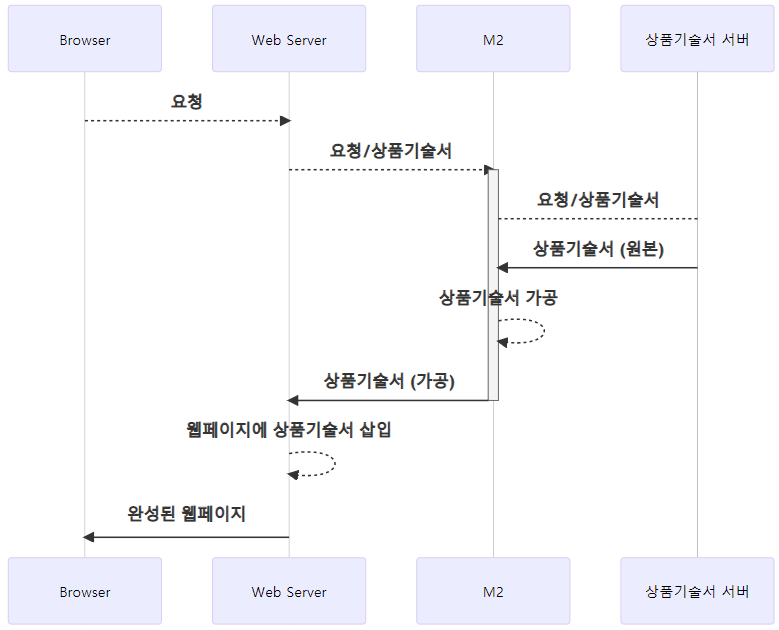 Browser
Web Server
M2
상품기술서 서버
요청
요청/상품기술서
요청/상품기술서
상품기술서 (원본)
상품기술서 가공
상품기술서 (가공)
웹페이지에 상품기술서 삽입
완성된 웹페이지
Browser
Web Server
M2
상품기술서 서버